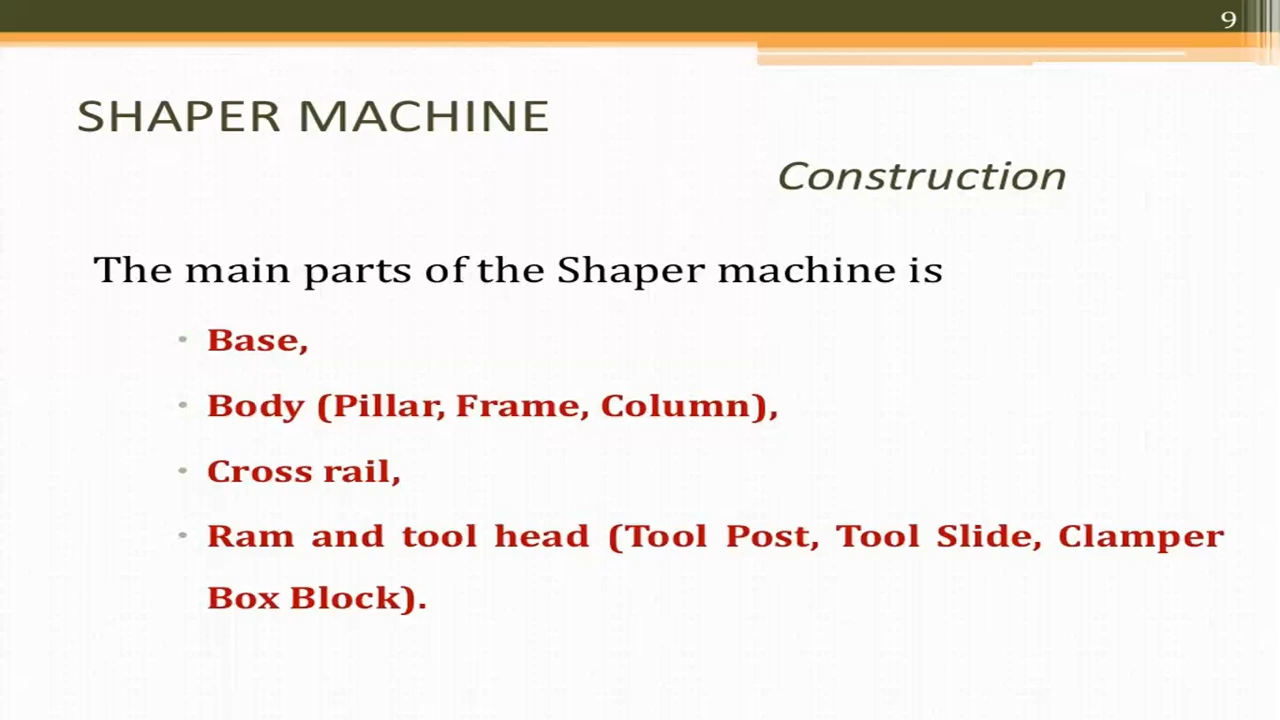 9
SHAPER MACHINE
Construction
The main parts of the Shaper machine is
• Base,
• Body (Pillar, Frame, Column),
• Cross rail,
• Ram and tool head (Tool Post, Tool Slide, Clamper
Box Block).